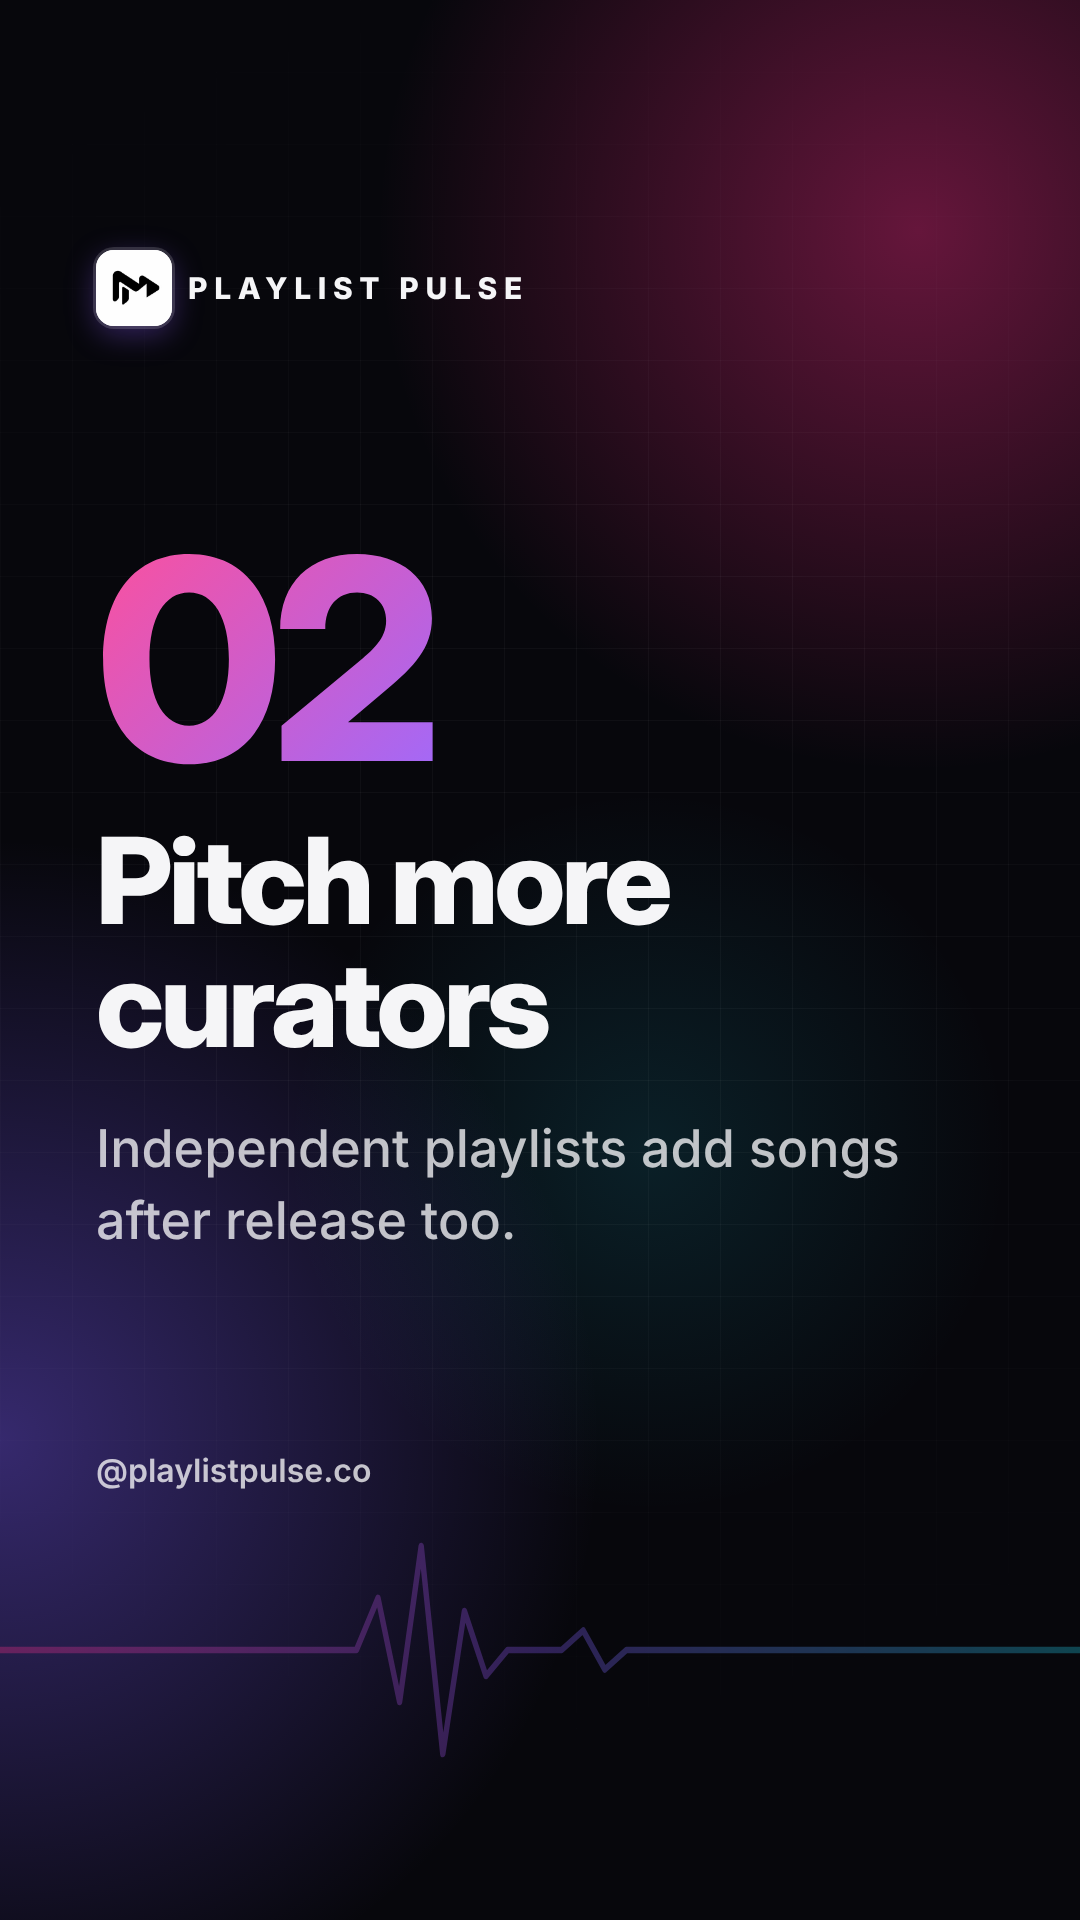 PLAYLIST PULSE
02
Pitch more
curators
Independent playlists add songs
after release too.
@playlistpulse.co